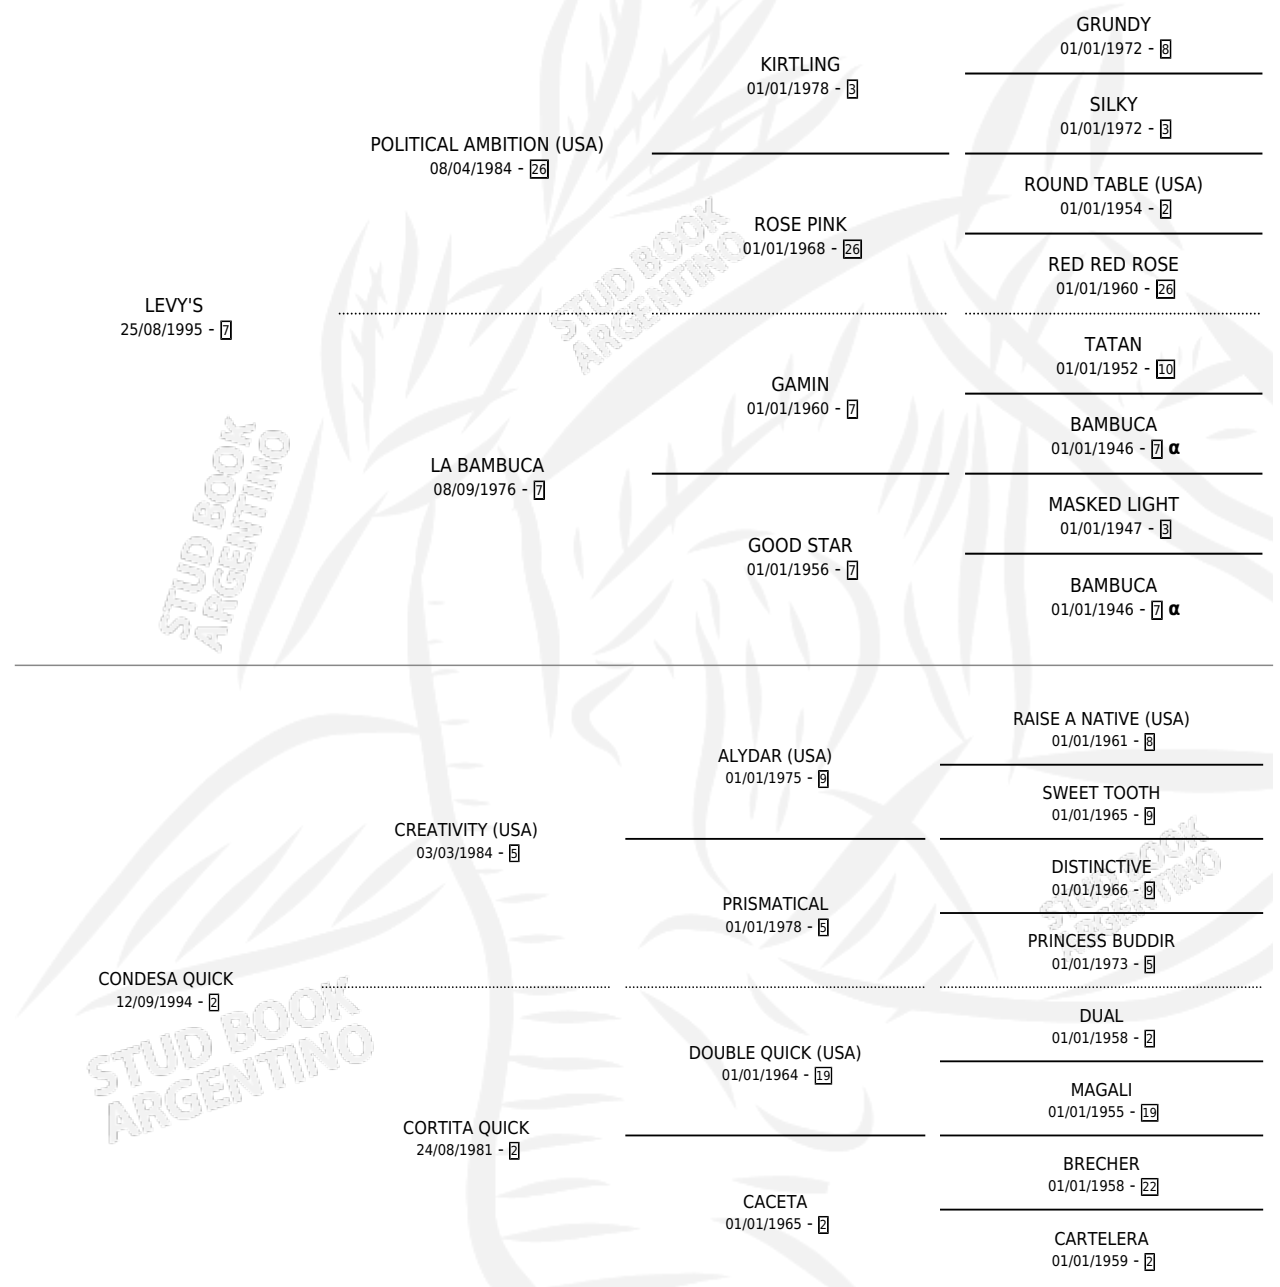 GRUNDY
01/01/1972 - 8
KIRTLING
01/01/1978 - 3
SILKY
01/01/1972 - 3
POLITICAL AMBITION (USA)
08/04/1984 - 26
ROUND TABLE (USA)
01/01/1954 - 2
ROSE PINK
01/01/1968 - 26
RED RED ROSE
01/01/1960 - 26
LEVY'S
25/08/1995 - 7
TATAN
01/01/1952 - 10
GAMIN
01/01/1960 - 7
BAMBUCA
01/01/1946 - 7 α
LA BAMBUCA
08/09/1976 - 7
MASKED LIGHT
01/01/1947 - 3
GOOD STAR
01/01/1956 - 7
BAMBUCA
01/01/1946 - 7 α
RAISE A NATIVE (USA)
01/01/1961 - 8
ALYDAR (USA)
01/01/1975 - 9
SWEET TOOTH
01/01/1965 - 9
CREATIVITY (USA)
03/03/1984 - 5
DISTINCTIVE
01/01/1966 - 9
PRISMATICAL
01/01/1978 - 5
PRINCESS BUDDIR
01/01/1973 - 5
CONDESA QUICK
12/09/1994 - 2
DUAL
01/01/1958 - 2
DOUBLE QUICK (USA)
01/01/1964 - 19
MAGALI
01/01/1955 - 19
CORTITA QUICK
24/08/1981 - 2
BRECHER
01/01/1958 - 22
CACETA
01/01/1965 - 2
CARTELERA
01/01/1959 - 2
STUD BOOK
ARGENTINO
STUD BOOK
ARGENTINO
STUD BOOK
ARGENTINO
STUD BOOK
ARGENTINO